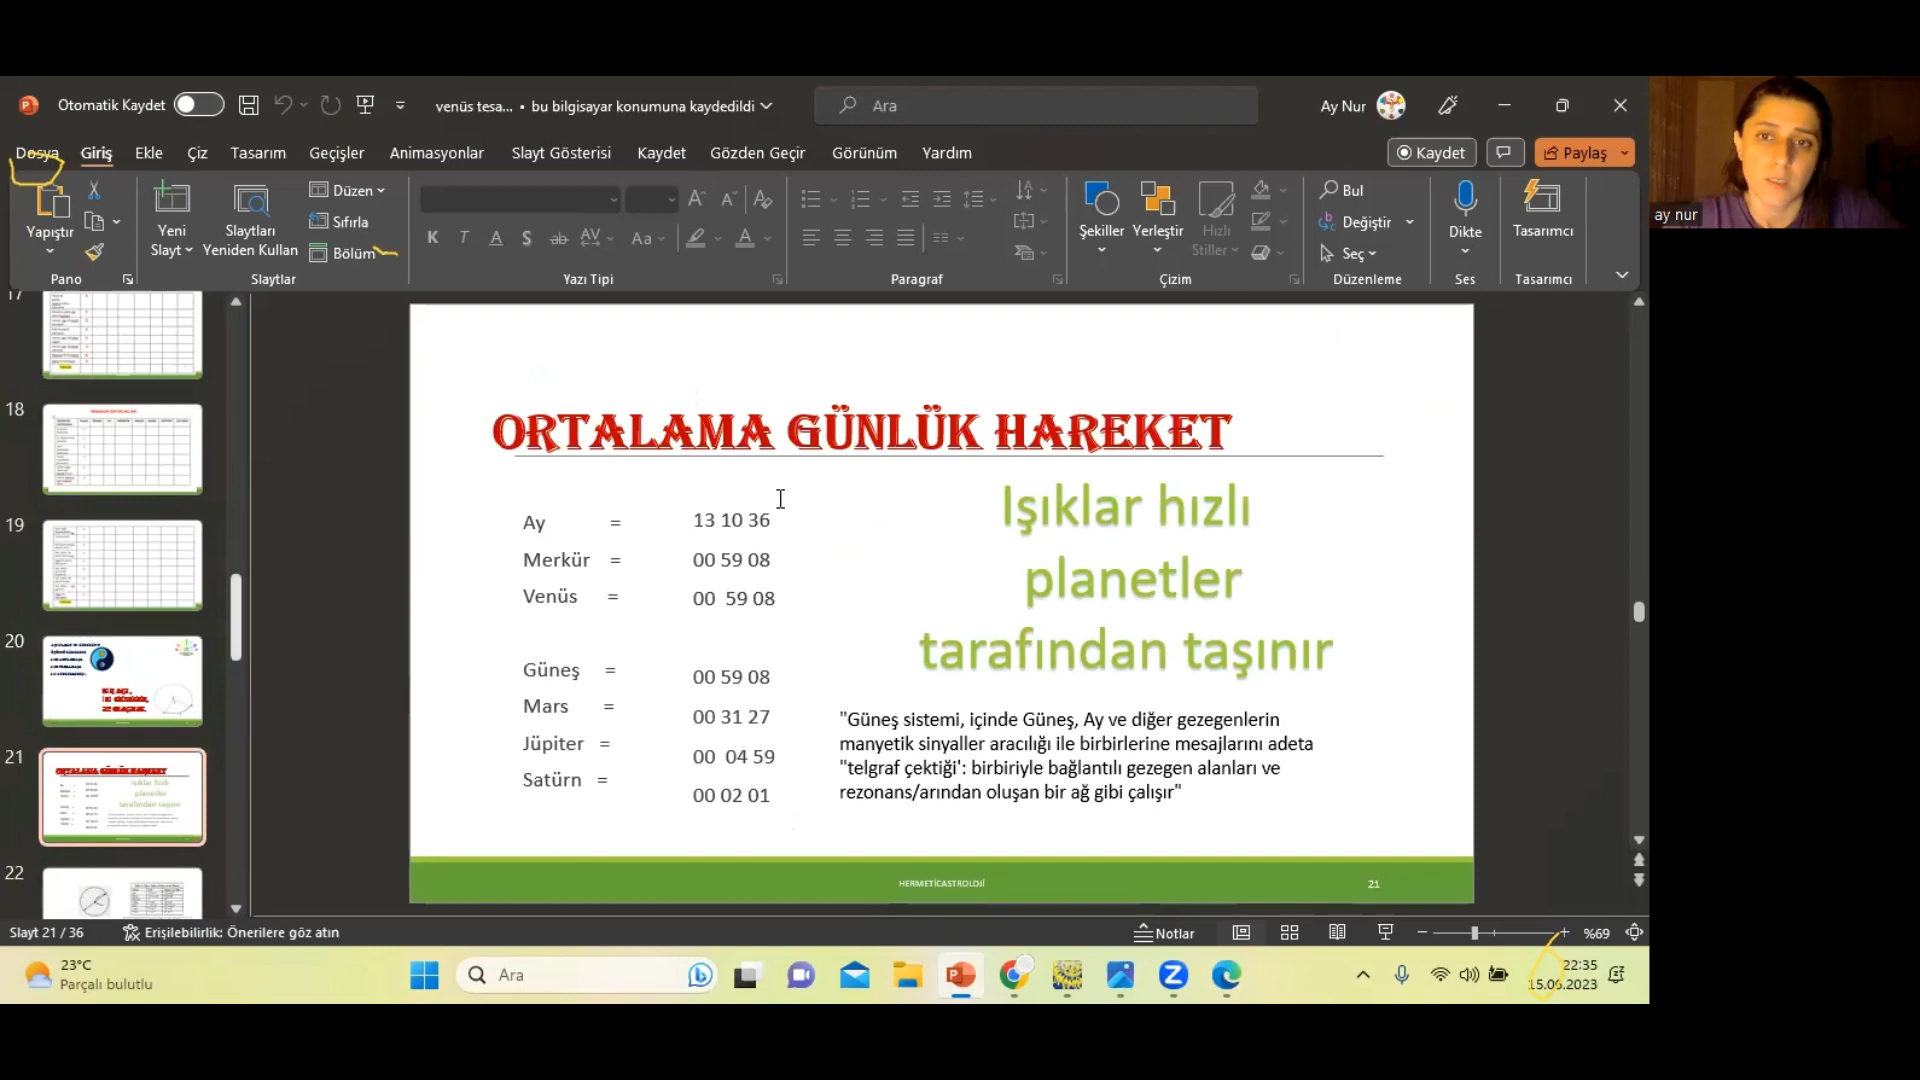 Otomatik Kaydet
venüs tesa... • bu bilgisayar konumuna kaydedildi
Ara
Ay Nur
Dosya Giriş Ekle Çiz Tasarım Geçişler Animasyonlar Slayt Gösterisi Kaydet Gözden Geçir Görünüm Yardım
Kaydet
Paylaş
Yapıştır
Pano
Yeni
Slayt
Slaytları
Yeniden Kullan
Düzen
Sıfırla
Bölüm
Slaytlar
K T A S ab AV Aa A
Yazı Tipi
Paragraf
Şekiller
Yerleştir
Hızlı
Stiller
Çizim
Bul
Değiştir
Seç
Düzenleme
Dikte
Ses
Tasarımcı
Tasarımcı
ay nur
17
18
19
20
21
22
ORTALAMA GÜNLÜK HAREKET
Ay = 13 10 36
Merkür = 00 59 08
Venüs = 00 59 08
Güneş = 00 59 08
Mars = 00 31 27
Jüpiter = 00 04 59
Satürn = 00 02 01
Işıklar hızlı
planetler
tarafından taşınır
"Güneş sistemi, içinde Güneş, Ay ve diğer gezegenlerin
manyetik sinyaller aracılığı ile birbirlerine mesajlarını adeta
"telgraf çektiği': birbiriyle bağlantılı gezegen alanları ve
rezonans/arından oluşan bir ağ gibi çalışır"
HERMETİCASTROLOJİ
21
Slayt 21 / 36
Erişilebilirlik: Önerilere göz atın
Notlar
%69
23°C
Parçalı bulutlu
Ara
22:35
15.06.2023